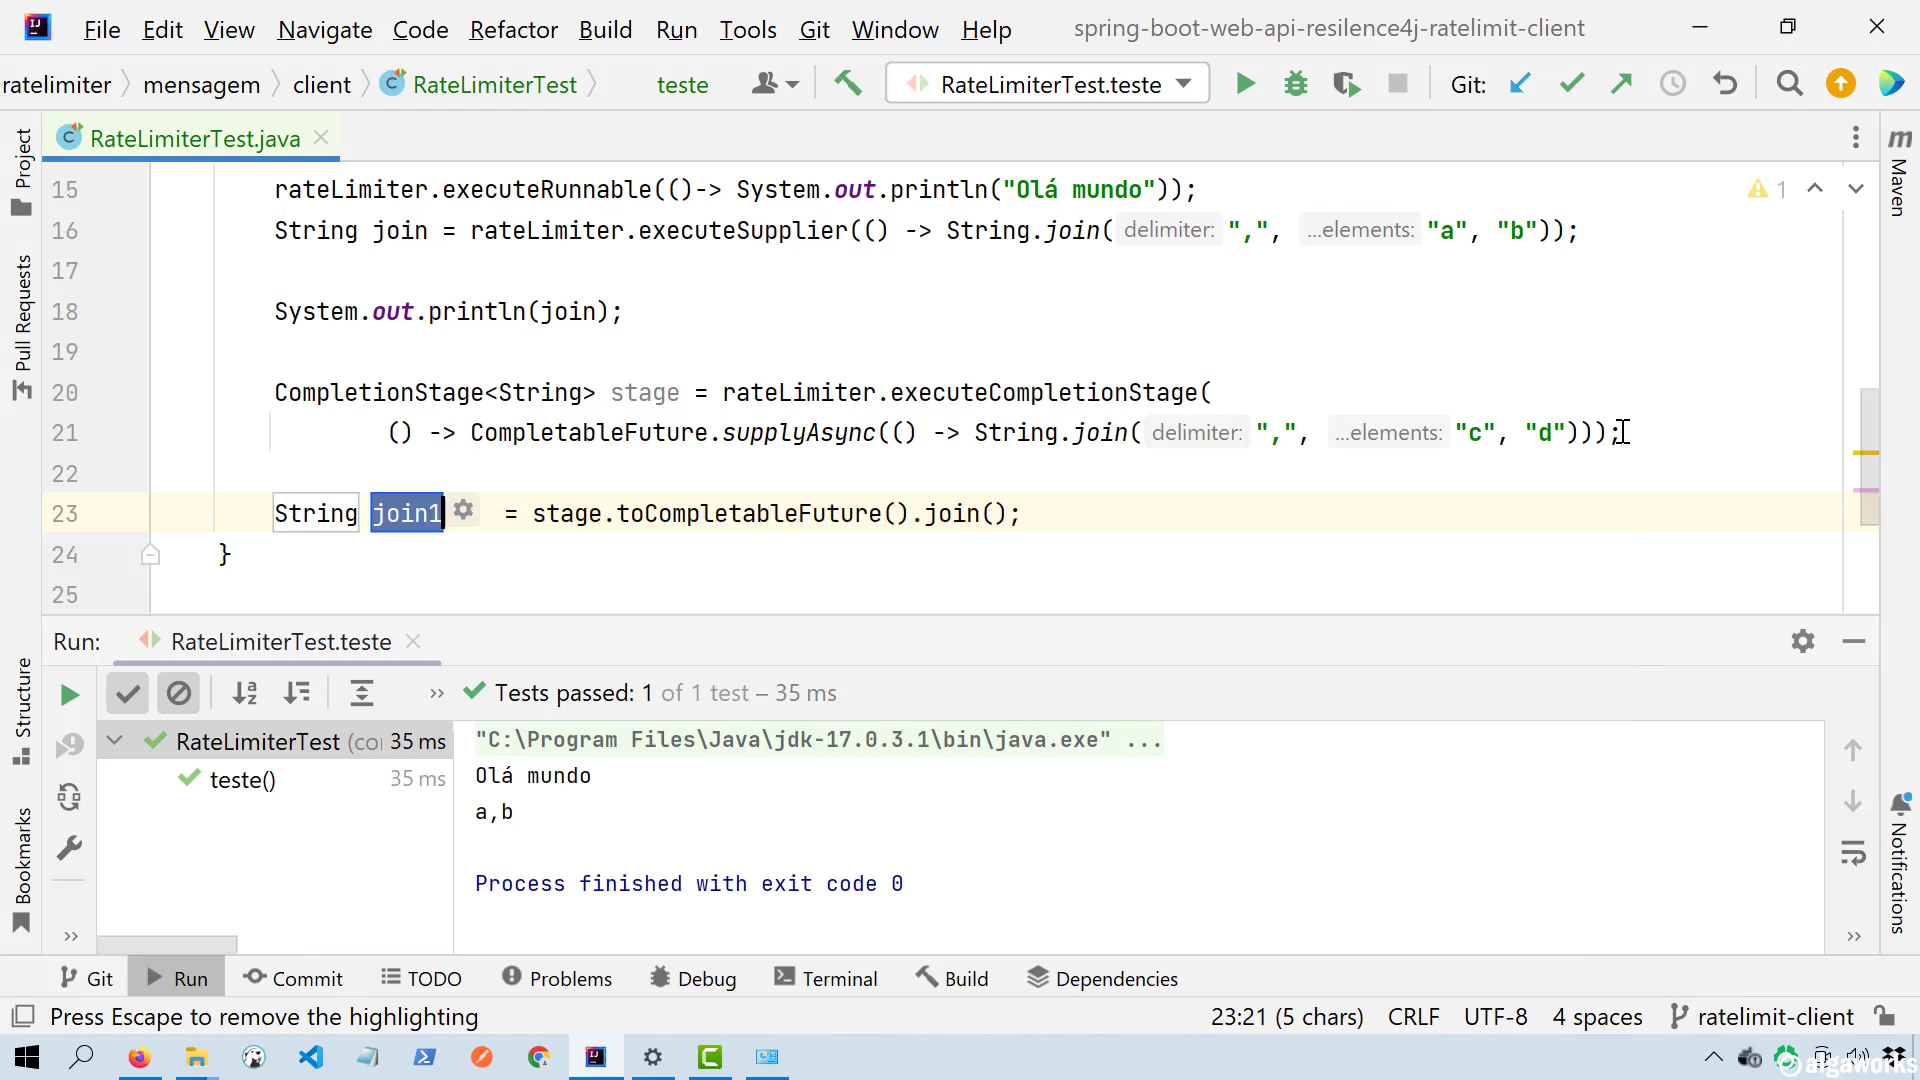 File Edit View Navigate Code Refactor Build Run Tools Git Window Help spring-boot-web-api-resilence4j-ratelimit-client
ratelimiter mensagem client RateLimiterTest teste RateLimiterTest.teste Git:
RateLimiterTest.java
15 rateLimiter.executeRunnable(()-> System.out.println("Olá mundo")); 1
16 String join = rateLimiter.executeSupplier(() -> String.join( delimiter: ",", ...elements: "a", "b"));
17
18 System.out.println(join);
19
20 CompletionStage<String> stage = rateLimiter.executeCompletionStage(
21 () -> CompletableFuture.supplyAsync(() -> String.join( delimiter: ",", ...elements: "c", "d")));
22
23 String join1 = stage.toCompletableFuture().join();
24 }
25
Project
Pull Requests
Structure
Bookmarks
Maven
Notifications
Run: RateLimiterTest.teste
Tests passed: 1 of 1 test – 35 ms
RateLimiterTest (co 35 ms
teste() 35 ms
"C:\Program Files\Java\jdk-17.0.3.1\bin\java.exe" ...
Olá mundo
a,b
Process finished with exit code 0
Git Run Commit TODO Problems Debug Terminal Build Dependencies
Press Escape to remove the highlighting 23:21 (5 chars) CRLF UTF-8 4 spaces ratelimit-client
algaworks